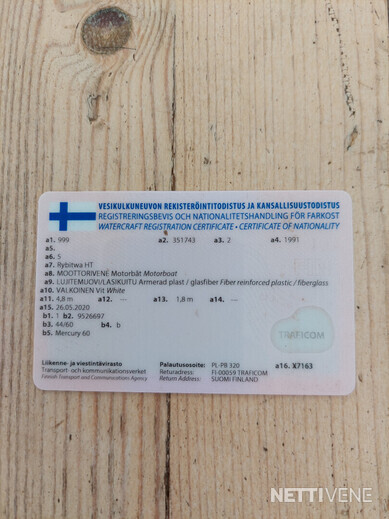 VESIKULKUNEUVON REKISTERÖINTITODISTUS JA KANSALLISUUSTODISTUS
REGISTRERINGSBEVIS OCH NATIONALITETSHANDLING FÖR FARKOST
WATERCRAFT REGISTRATION CERTIFICATE • CERTIFICATE OF NATIONALITY
a1. 999 a2. 351743 a3. 2 a4. 1991
a5.
a6. 5
a7. Rybitwa HT
a8. MOOTTORIVENE Motorbåt Motorboat
a9. LUJITEMUOVI/LASIKUITU Armerad plast / glasfiber Fiber reinforced plastic / fiberglass
a10. VALKOINEN Vit White
a11. 4,8 m a12. --- a13. 1,8 m a14. ---
a15. 26.05.2020
b1. 1 b2. 9526697
b3. 44/60 b4. b
b5. Mercury 60
TRAFICOM
Liikenne- ja viestintävirasto Palautusosoite: PL-PB 320 a16. X7163
Transport- och kommunikationsverket Returadress: FI-00059 TRAFICOM
Finnish Transport and Communications Agency Return Address: SUOMI FINLAND
NETTIVENE